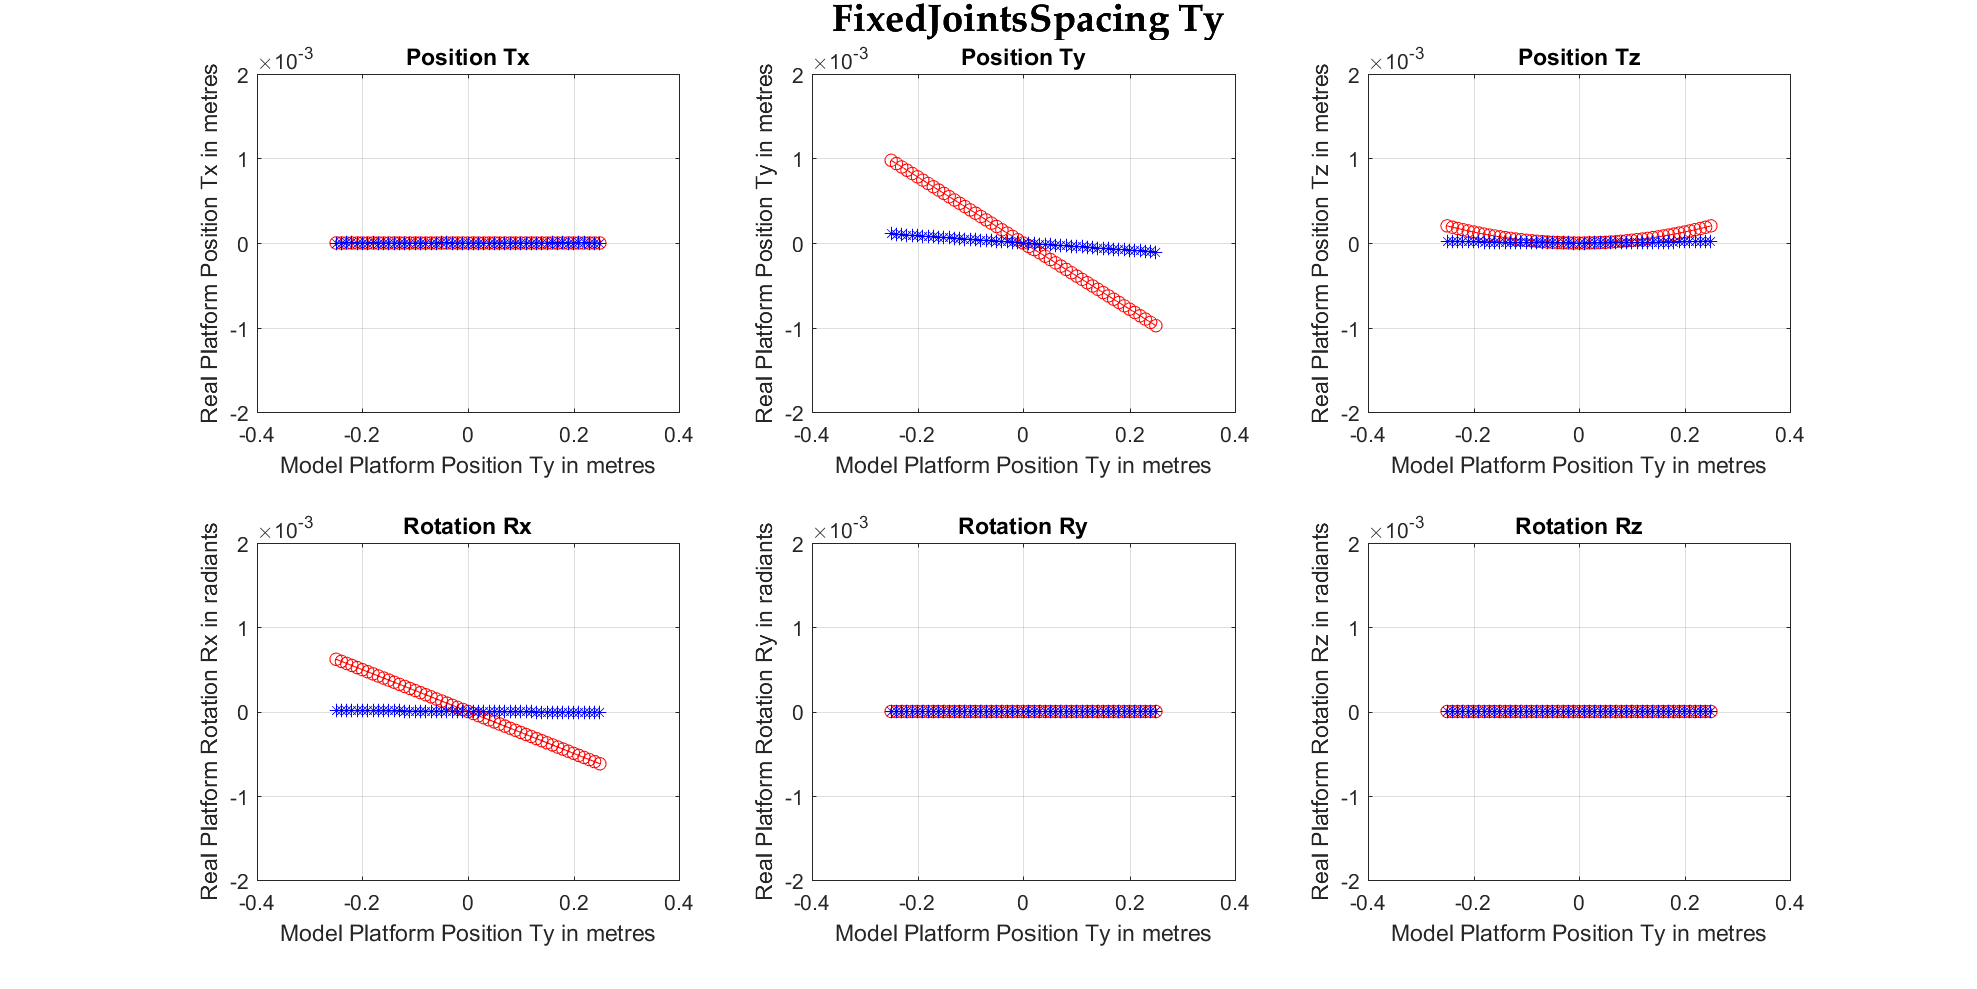 FixedJointsSpacing Ty
Position Tx
×10-3
Real Platform Position Tx in metres
2
1
0
-1
-2
-0.4 -0.2 0 0.2 0.4
Model Platform Position Ty in metres
Position Ty
×10-3
Real Platform Position Ty in metres
2
1
0
-1
-2
-0.4 -0.2 0 0.2 0.4
Model Platform Position Ty in metres
Position Tz
×10-3
Real Platform Position Tz in metres
2
1
0
-1
-2
-0.4 -0.2 0 0.2 0.4
Model Platform Position Ty in metres
Rotation Rx
×10-3
Real Platform Rotation Rx in radiants
2
1
0
-1
-2
-0.4 -0.2 0 0.2 0.4
Model Platform Position Ty in metres
Rotation Ry
×10-3
Real Platform Rotation Ry in radiants
2
1
0
-1
-2
-0.4 -0.2 0 0.2 0.4
Model Platform Position Ty in metres
Rotation Rz
×10-3
Real Platform Rotation Rz in radiants
2
1
0
-1
-2
-0.4 -0.2 0 0.2 0.4
Model Platform Position Ty in metres